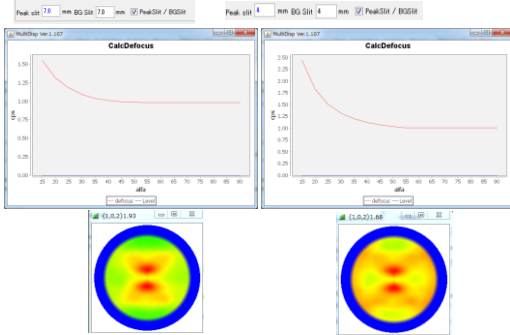 Peak slit 7.0 mm BG Slit 7.0 mm PeakSlit / BGSlit
Peak slit 4 mm BG Slit 4 mm PeakSlit / BGSlit
MultiDisp Ver.1.107
CalcDefocus
1.50
1.25
1.00
0.75
0.50
0.25
0.00
cps
15 20 25 30 35 40 45 50 55 60 65 70 75 80 85 90
alfa
defocus Level
MultiDisp Ver.1.107
CalcDefocus
2.50
2.25
2.00
1.75
1.50
1.25
1.00
0.75
0.50
0.25
0.00
cps
15 20 25 30 35 40 45 50 55 60 65 70 75 80 85 90
alfa
defocus Level
(1,0,2)1.93
(1,0,2)1.68